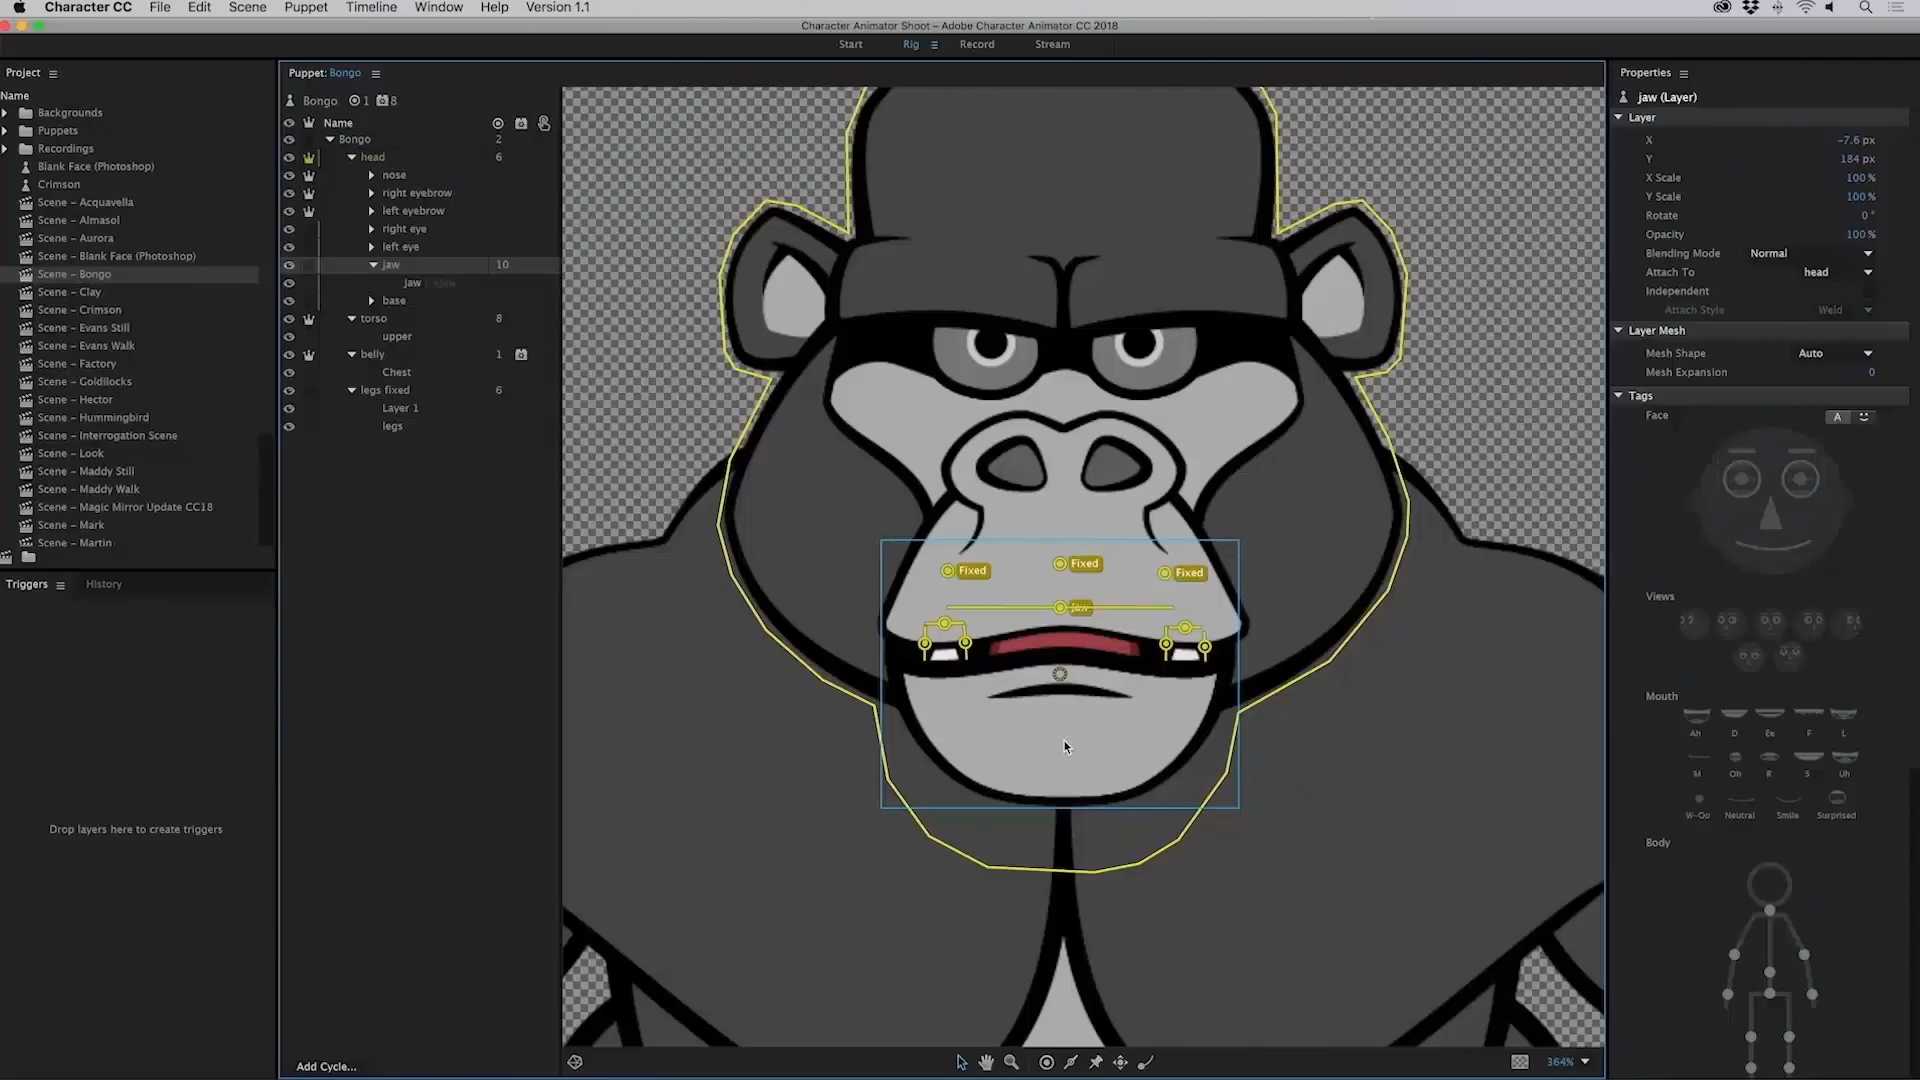 Character CC File Edit Scene Puppet Timeline Window Help Version 1.1
Character Animator Shoot – Adobe Character Animator CC 2018
Start Rig Record Stream
Project
Name
Backgrounds
Puppets
Recordings
Blank Face (Photoshop)
Crimson
Scene – Acquavella
Scene – Almasol
Scene – Aurora
Scene – Blank Face (Photoshop)
Scene – Bongo
Scene – Clay
Scene – Crimson
Scene – Evans Still
Scene – Evans Walk
Scene – Factory
Scene – Goldilocks
Scene – Hector
Scene – Hummingbird
Scene – Interrogation Scene
Scene – Look
Scene – Maddy Still
Scene – Maddy Walk
Scene – Magic Mirror Update CC18
Scene – Mark
Scene – Martin
Triggers History
Drop layers here to create triggers
Puppet: Bongo
Bongo 1 8
Name
Bongo 2
head 6
nose
right eyebrow
left eyebrow
right eye
left eye
jaw 10
jaw
base
torso 8
upper
belly 1
Chest
legs fixed 6
Layer 1
legs
Add Cycle...
Fixed Fixed Fixed
Jaw
364%
Properties
jaw (Layer)
Layer
X -7.6 px
Y 184 px
X Scale 100 %
Y Scale 100 %
Rotate 0 °
Opacity 100 %
Blending Mode Normal
Attach To head
Independent
Attach Style Weld
Layer Mesh
Mesh Shape Auto
Mesh Expansion 0
Tags
Face A
Views
Mouth
Ah D Ee F L
M Oh R S Uh
W-Oo Neutral Smile Surprised
Body